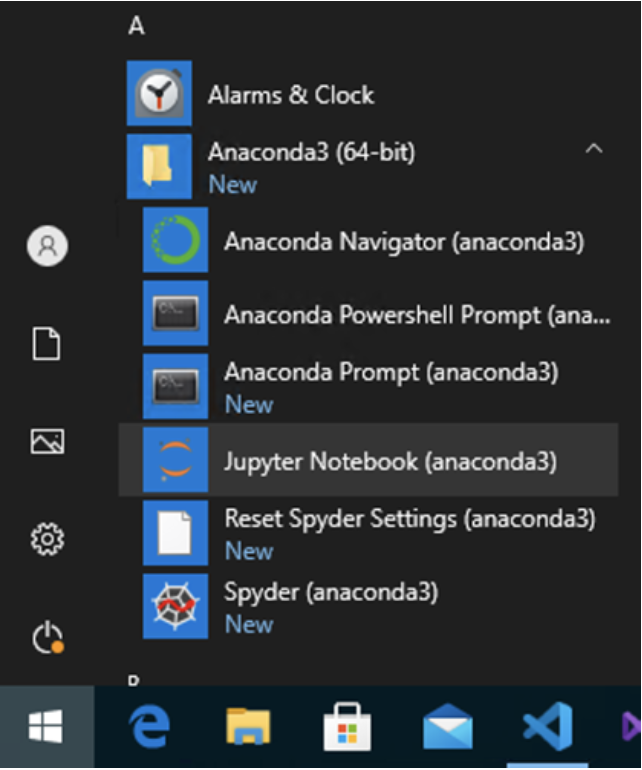 A
Alarms & Clock
Anaconda3 (64-bit)
New
Anaconda Navigator (anaconda3)
Anaconda Powershell Prompt (ana...
Anaconda Prompt (anaconda3)
New
Jupyter Notebook (anaconda3)
Reset Spyder Settings (anaconda3)
New
Spyder (anaconda3)
New